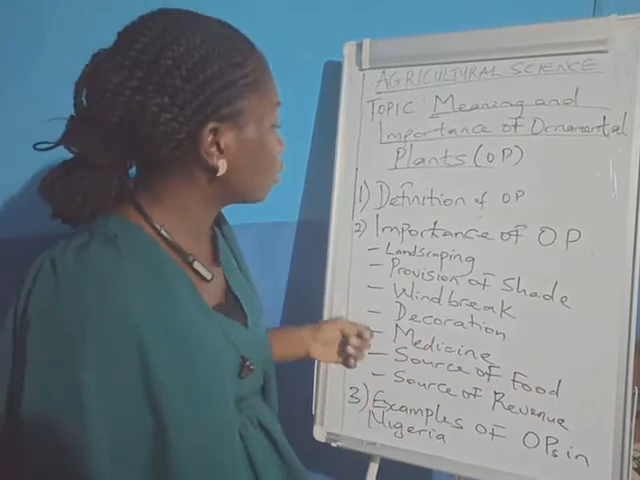 AGRICULTURAL SCIENCE
TOPIC: Meaning and
Importance of Ornamental
Plants (OP)
1) Definition of OP
2) Importance of OP
- Landscaping
- Provision of Shade
- Windbreak
- Decoration
- Medicine
- Source of Food
- Source of Revenue
3) Examples of OPs in
Nigeria